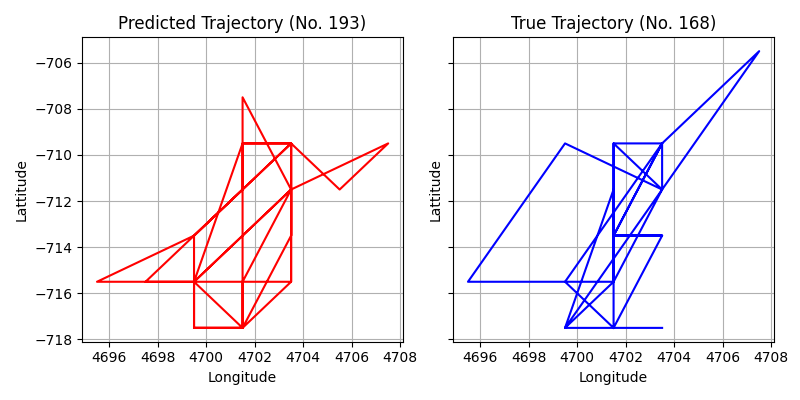 Predicted Trajectory (No. 193)
True Trajectory (No. 168)
−706
−708
−710
−712
−714
−716
−718
Lattitude
Lattitude
4696 4698 4700 4702 4704 4706 4708
4696 4698 4700 4702 4704 4706 4708
Longitude
Longitude